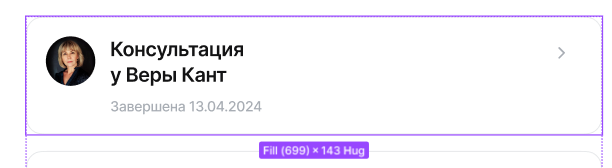 Консультация
у Веры Кант
Завершена 13.04.2024
Fill (699) × 143 Hug